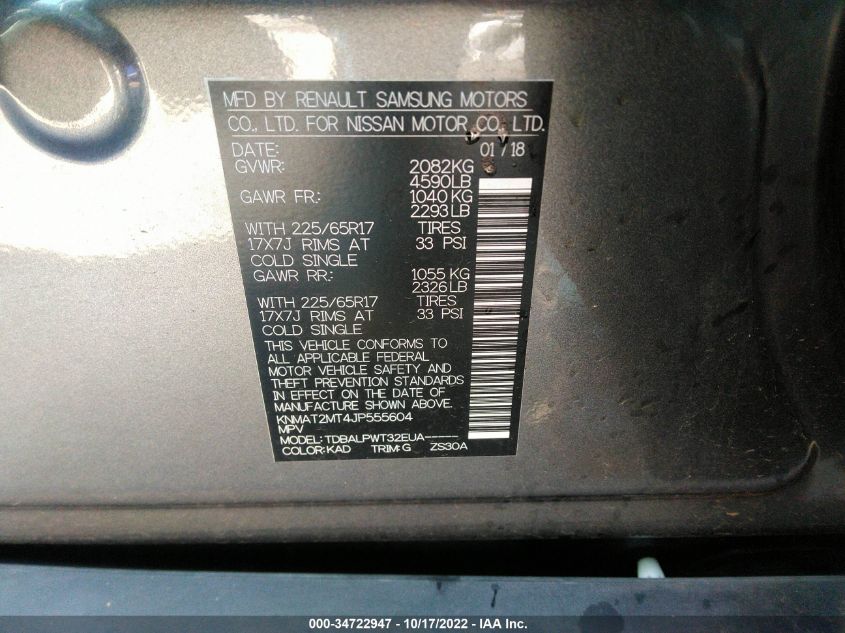 MFD BY RENAULT SAMSUNG MOTORS
CO., LTD. FOR NISSAN MOTOR CO., LTD.
DATE: 01/18
GVWR: 2082KG
4590LB
GAWR FR: 1040 KG
2293LB
WITH 225/65R17 TIRES
17X7J RIMS AT 33 PSI
COLD SINGLE
GAWR RR: 1055 KG
2326LB
WITH 225/65R17 TIRES
17X7J RIMS AT 33 PSI
COLD SINGLE
THIS VEHICLE CONFORMS TO
ALL APPLICABLE FEDERAL
MOTOR VEHICLE SAFETY AND
THEFT PREVENTION STANDARDS
IN EFFECT ON THE DATE OF
MANUFACTURE SHOWN ABOVE.
KNMAT2MT4JP555604
MPV
MODEL: TDBALPWT32EUA-----
COLOR:KAD TRIM:G ZS30A
000-34722947 - 10/17/2022 - IAA Inc.